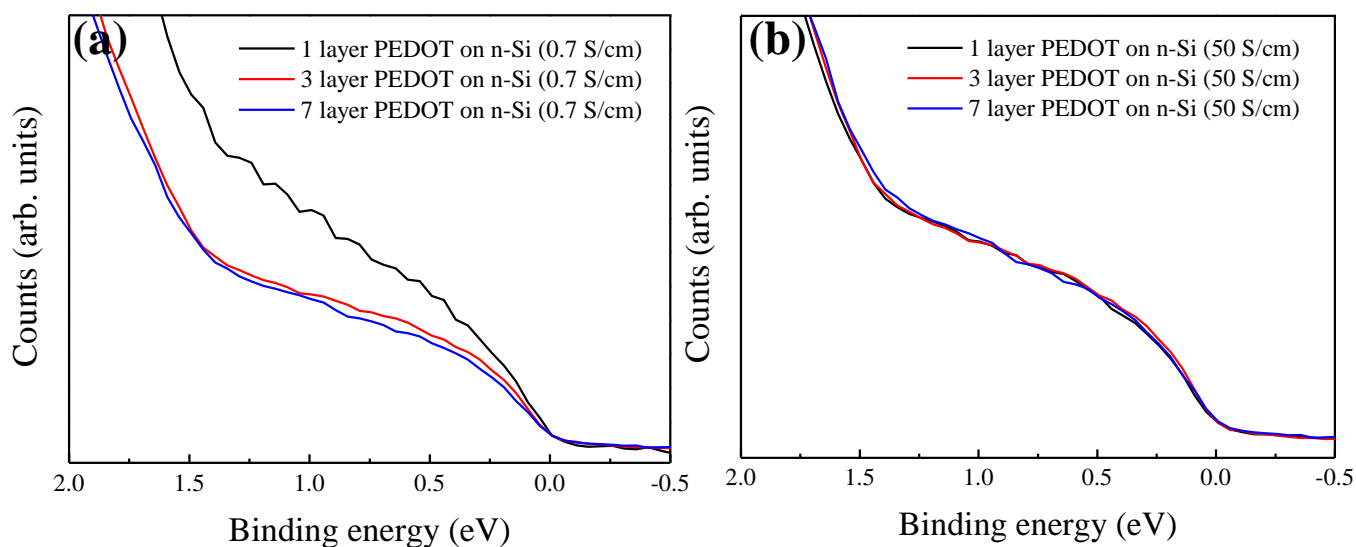 (a)
1 layer PEDOT on n-Si (0.7 S/cm)
3 layer PEDOT on n-Si (0.7 S/cm)
7 layer PEDOT on n-Si (0.7 S/cm)
Counts (arb. units)
2.0 1.5 1.0 0.5 0.0 -0.5
Binding energy (eV)
(b)
1 layer PEDOT on n-Si (50 S/cm)
3 layer PEDOT on n-Si (50 S/cm)
7 layer PEDOT on n-Si (50 S/cm)
Counts (arb. units)
2.0 1.5 1.0 0.5 0.0 -0.5
Binding energy (eV)